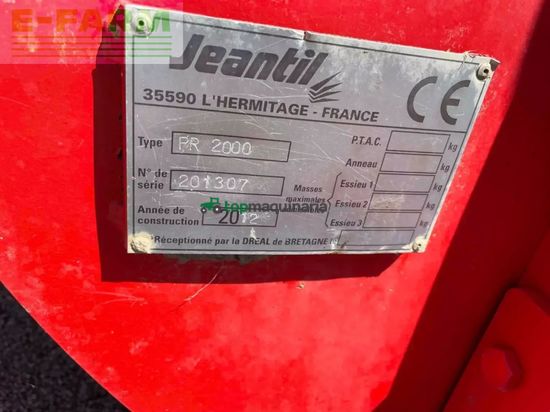 E-FARM
Jeantil
35590 L'HERMITAGE - FRANCE
CE
Type PR 2000
P.T.A.C. kg
Anneau kg
N° de série 201307
Masses maximales
Essieu 1 kg
Essieu 2 kg
Essieu 3 kg
topmaquinaria
Année de construction 2012
Réceptionné par la DREAL de BRETAGNE